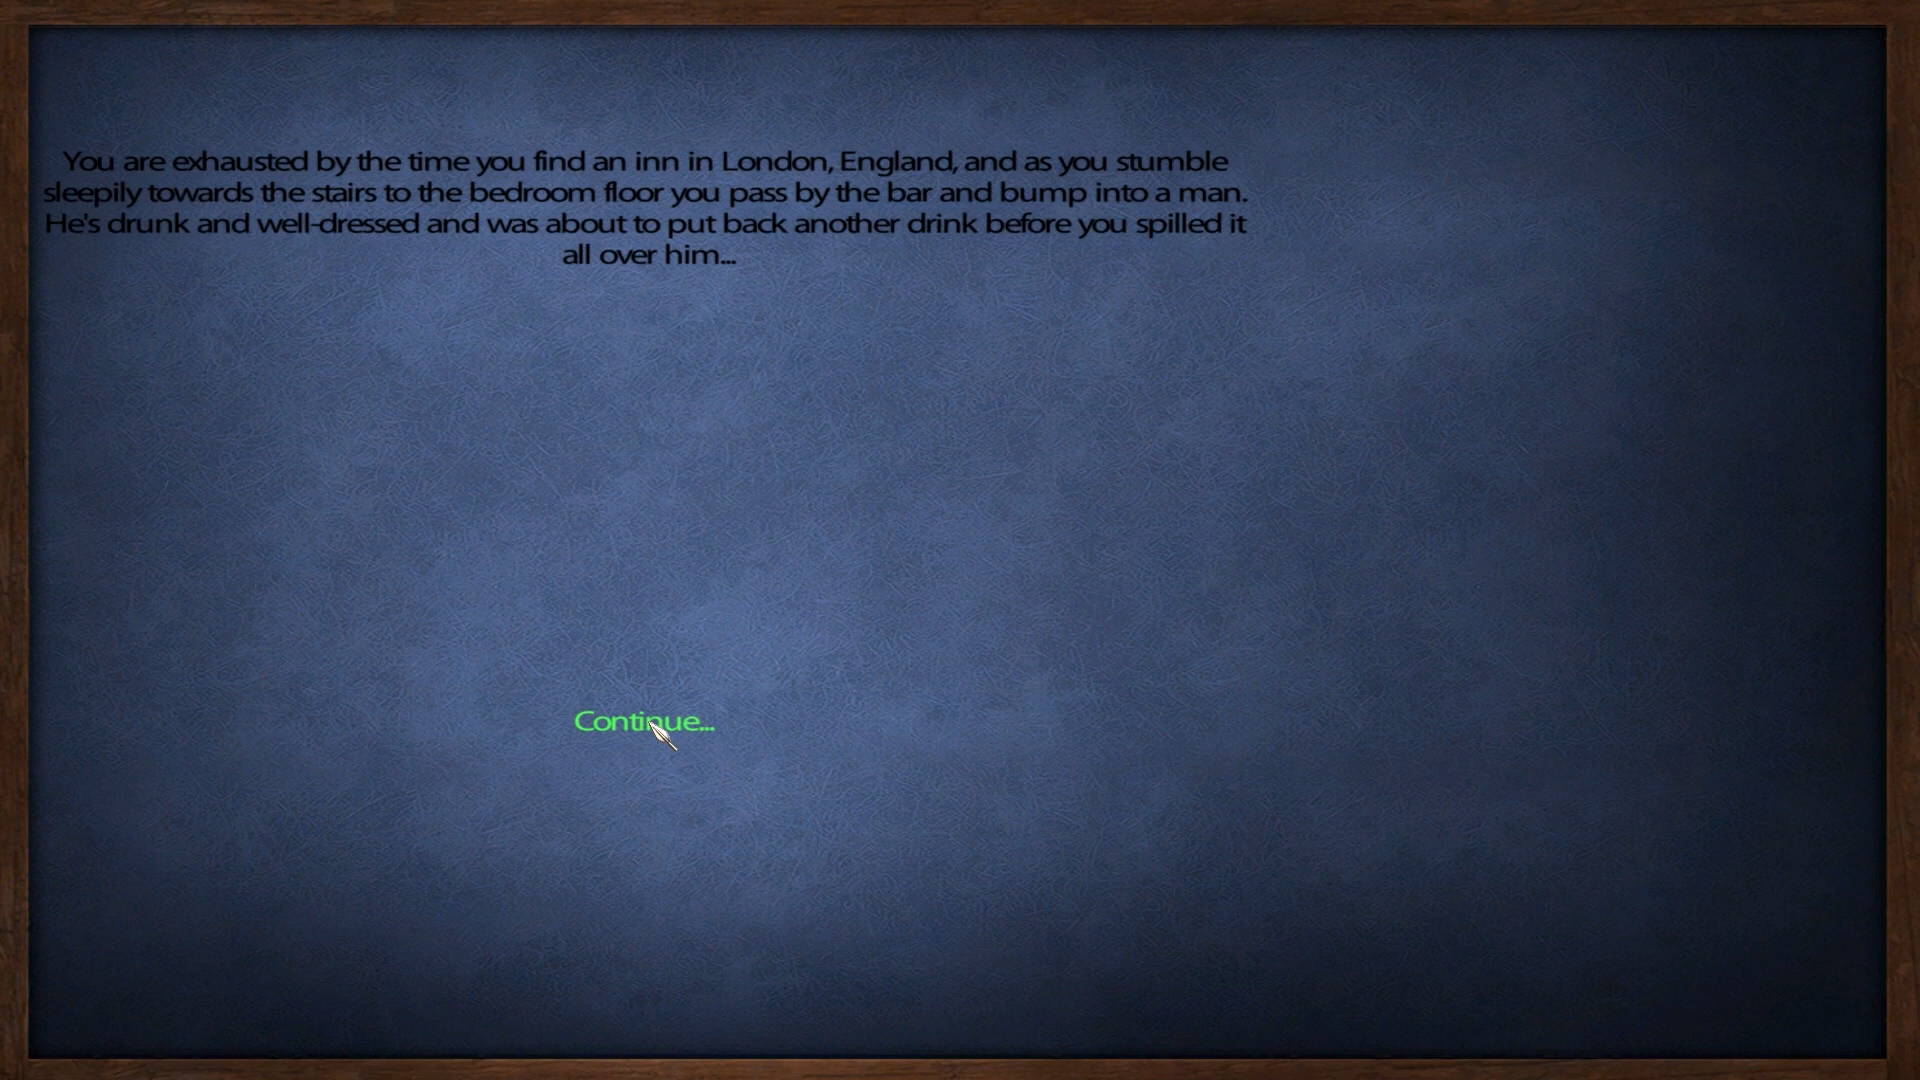 You are exhausted by the time you find an inn in London, England, and as you stumble
sleepily towards the stairs to the bedroom floor you pass by the bar and bump into a man.
He's drunk and well-dressed and was about to put back another drink before you spilled it
all over him...
Continue...